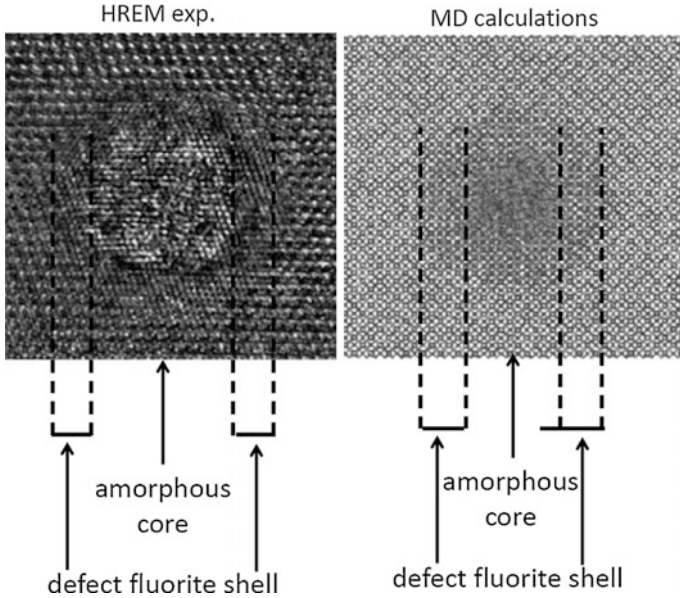 HREM exp.
MD calculations
amorphous
core
amorphous
core
defect fluorite shell
defect fluorite shell